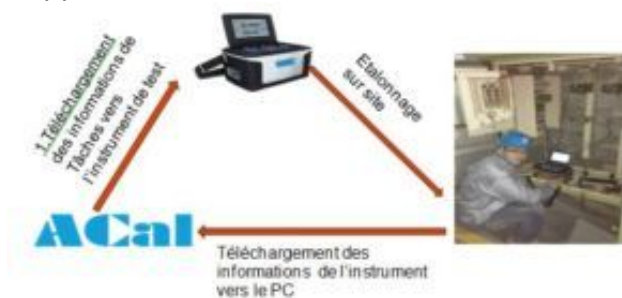 1.Téléchargement
des informations de
Tâches vers
l'instrument de test
Etalonnage
sur site
ACal
Téléchargement des
informations de l'instrument
vers le PC